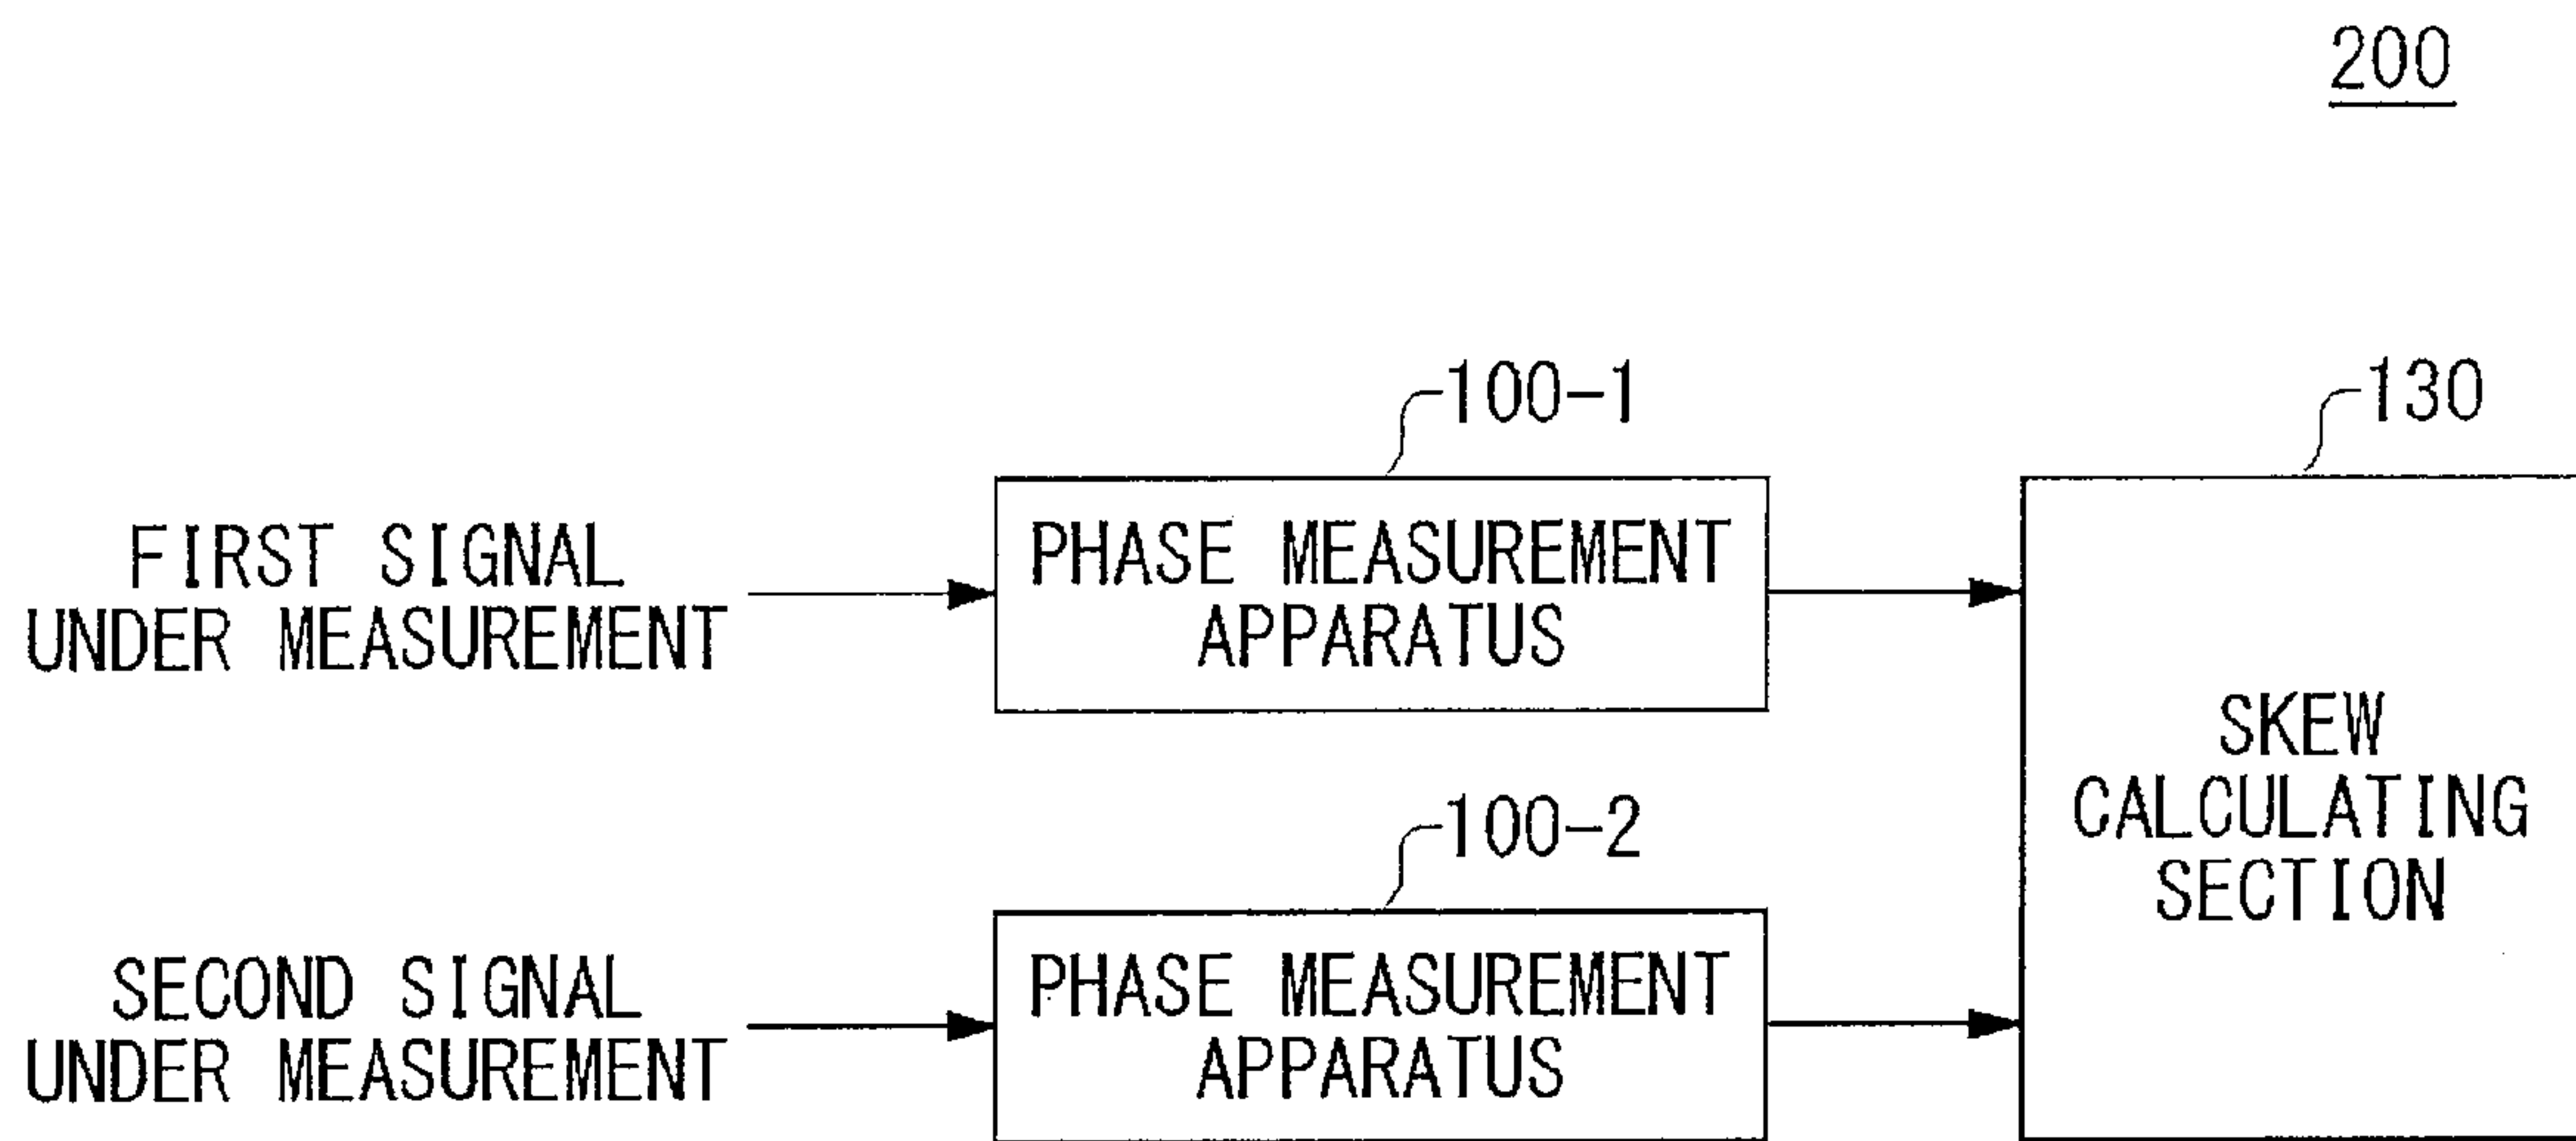 200
100-1
130
FIRST SIGNAL
UNDER MEASUREMENT
PHASE MEASUREMENT
APPARATUS
SKEW
CALCULATING
SECTION
100-2
SECOND SIGNAL
UNDER MEASUREMENT
PHASE MEASUREMENT
APPARATUS